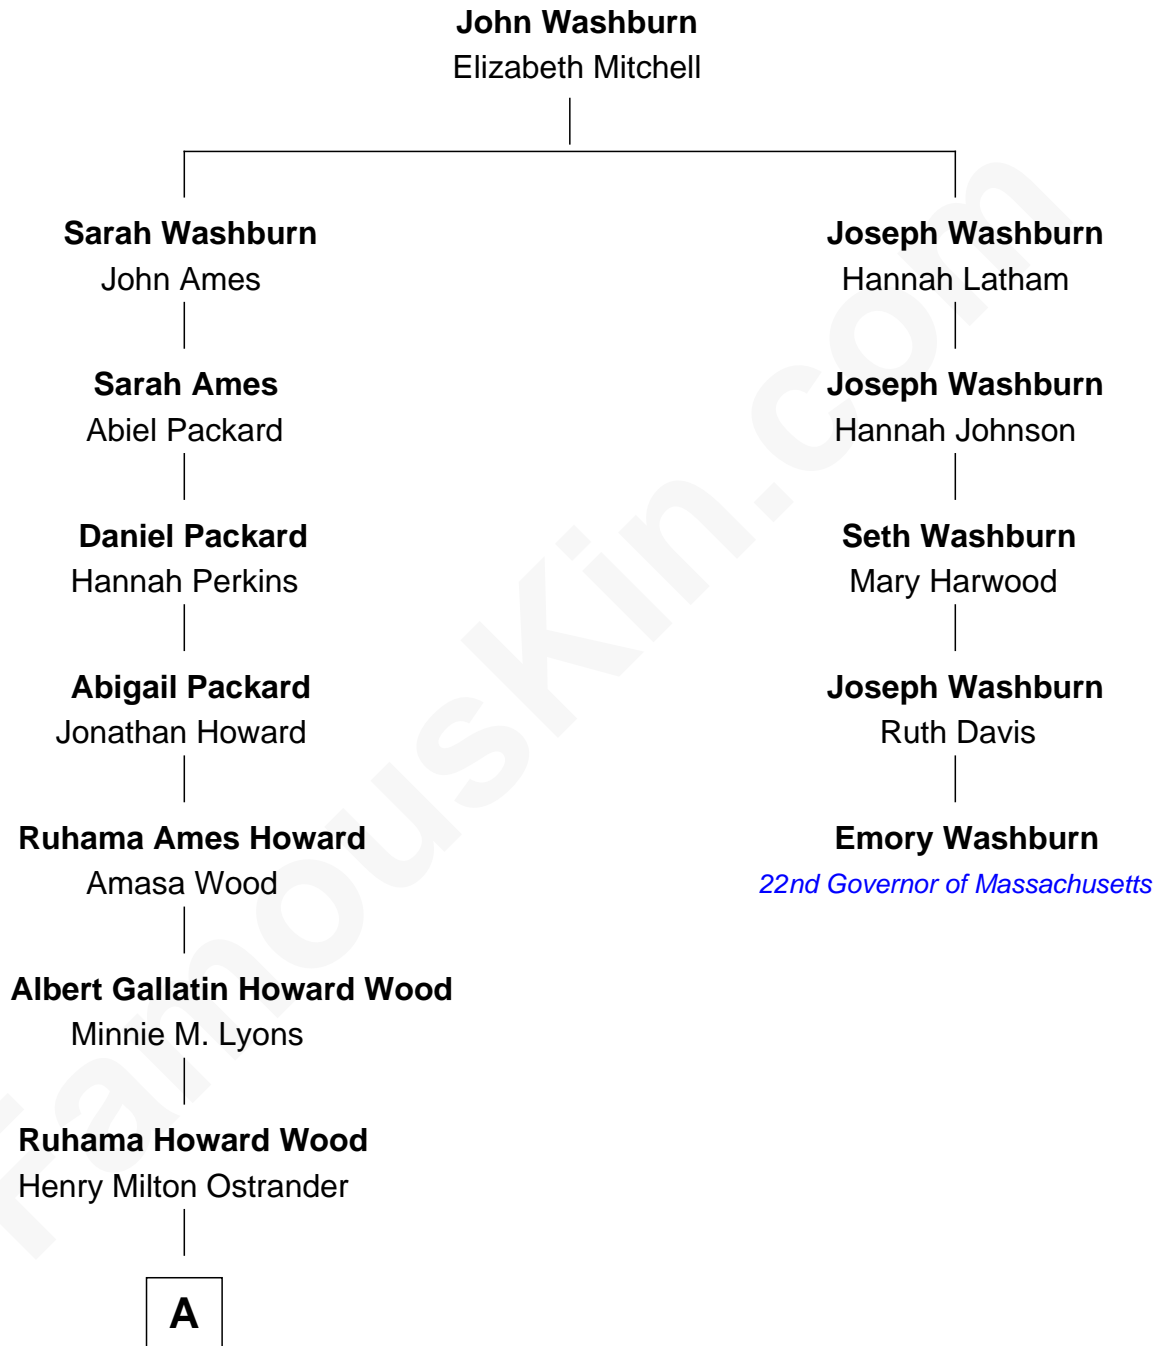 John Washburn
Elizabeth Mitchell
Sarah Washburn
John Ames
Joseph Washburn
Hannah Latham
Sarah Ames
Abiel Packard
Joseph Washburn
Hannah Johnson
Daniel Packard
Hannah Perkins
Seth Washburn
Mary Harwood
Abigail Packard
Jonathan Howard
Joseph Washburn
Ruth Davis
Ruhama Ames Howard
Amasa Wood
Emory Washburn
22nd Governor of Massachusetts
Albert Gallatin Howard Wood
Minnie M. Lyons
Ruhama Howard Wood
Henry Milton Ostrander
A
FamousKin.com